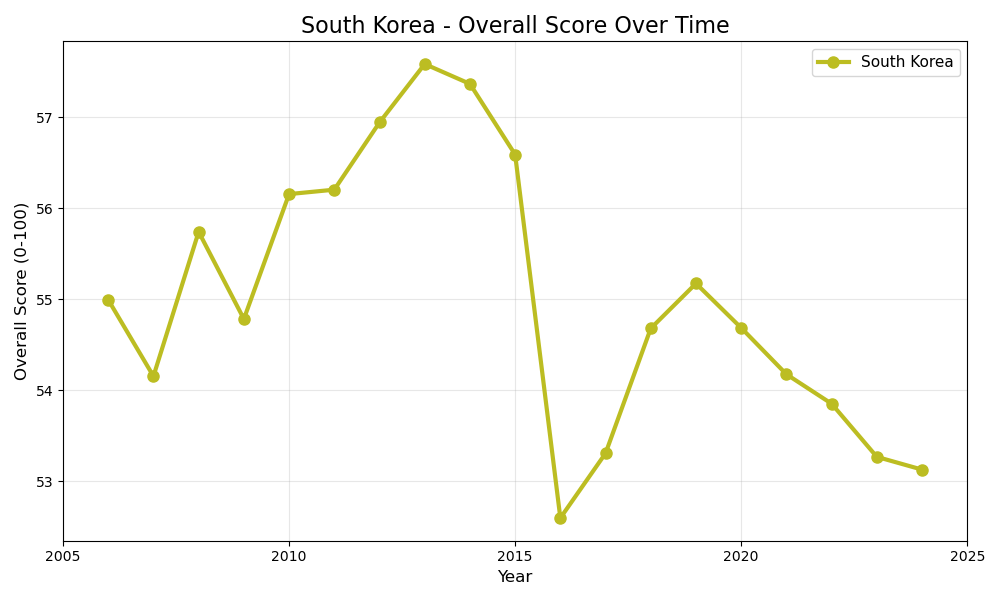 South Korea - Overall Score Over Time
South Korea
Overall Score (0-100)
57
56
55
54
53
2005
2010
2015
2020
2025
Year